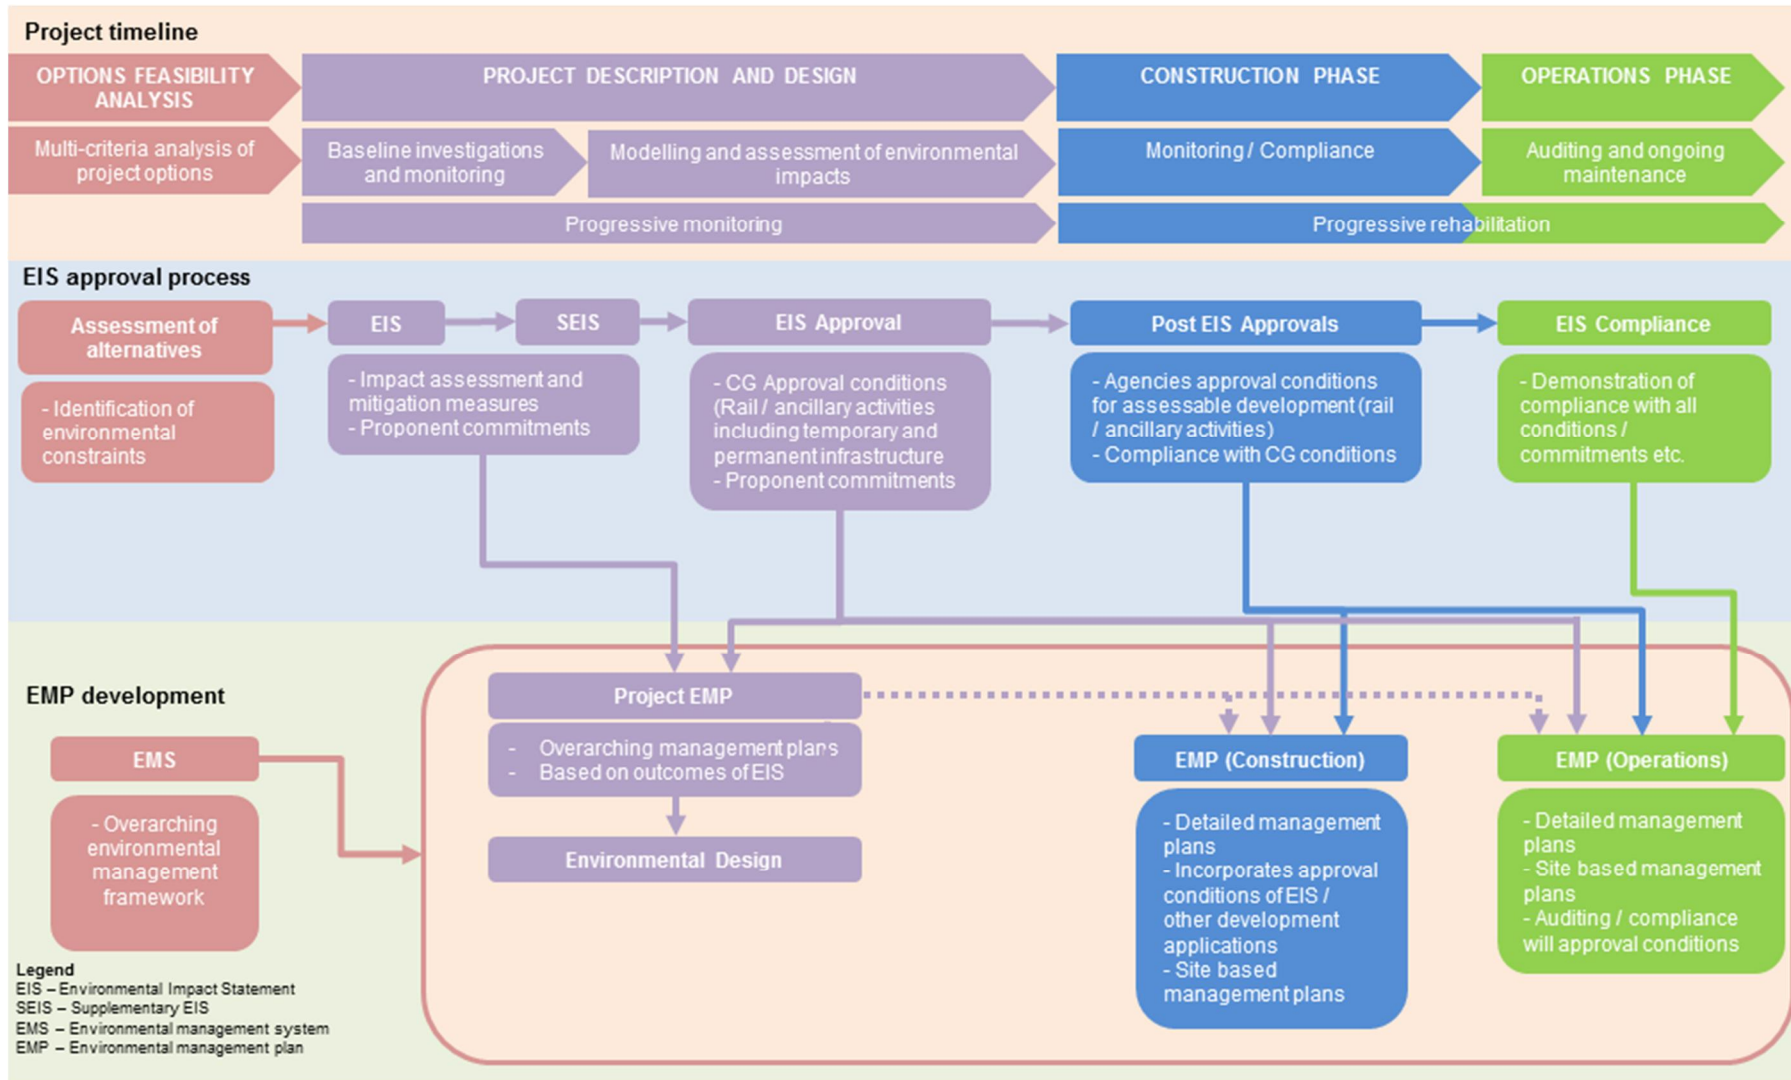 Project timeline
OPTIONS FEASIBILITY
ANALYSIS
PROJECT DESCRIPTION AND DESIGN
CONSTRUCTION PHASE
OPERATIONS PHASE
Multi-criteria analysis of
project options
Baseline investigations
and monitoring
Modelling and assessment of environmental
impacts
Monitoring / Compliance
Auditing and ongoing
maintenance
Progressive monitoring
Progressive rehabilitation
EIS approval process
Assessment of
alternatives
EIS
SEIS
EIS Approval
Post EIS Approvals
EIS Compliance
- Identification of
environmental
constraints
- Impact assessment and
mitigation measures
- Proponent commitments
- CG Approval conditions
(Rail / ancillary activities
including temporary and
permanent infrastructure
- Proponent commitments
- Agencies approval conditions
for assessable development (rail
/ ancillary activities)
- Compliance with CG conditions
- Demonstration of
compliance with all
conditions /
commitments etc.
EMP development
EMS
- Overarching
environmental
management
framework
Project EMP
- Overarching management plans
- Based on outcomes of EIS
Environmental Design
EMP (Construction)
- Detailed management
plans
- Incorporates approval
conditions of EIS /
other development
applications
- Site based
management plans
EMP (Operations)
- Detailed management
plans
- Site based management
plans
- Auditing / compliance
will approval conditions
Legend
EIS – Environmental Impact Statement
SEIS – Supplementary EIS
EMS – Environmental management system
EMP – Environmental management plan